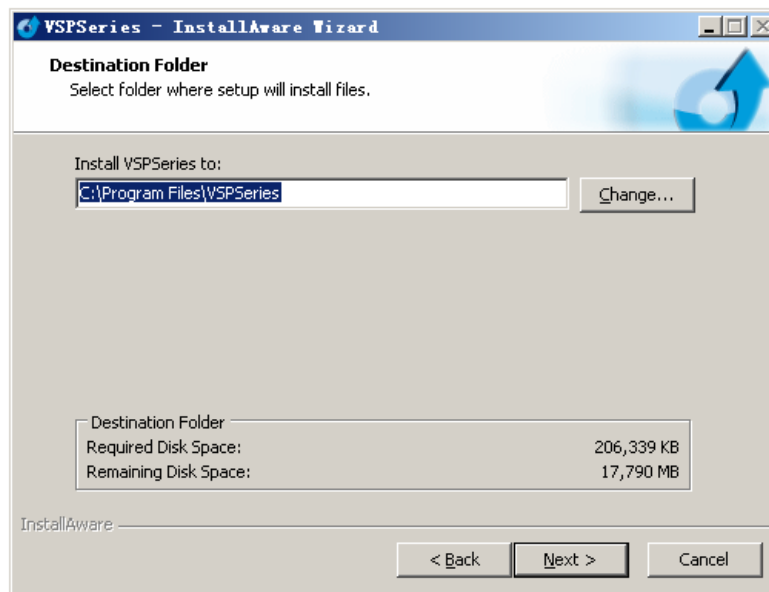 VSPSeries - InstallAware Wizard
Destination Folder
Select folder where setup will install files.
Install VSPSeries to:
C:\Program Files\VSPSeries
Change...
Destination Folder
Required Disk Space: 206,339 KB
Remaining Disk Space: 17,790 MB
InstallAware
< Back Next > Cancel